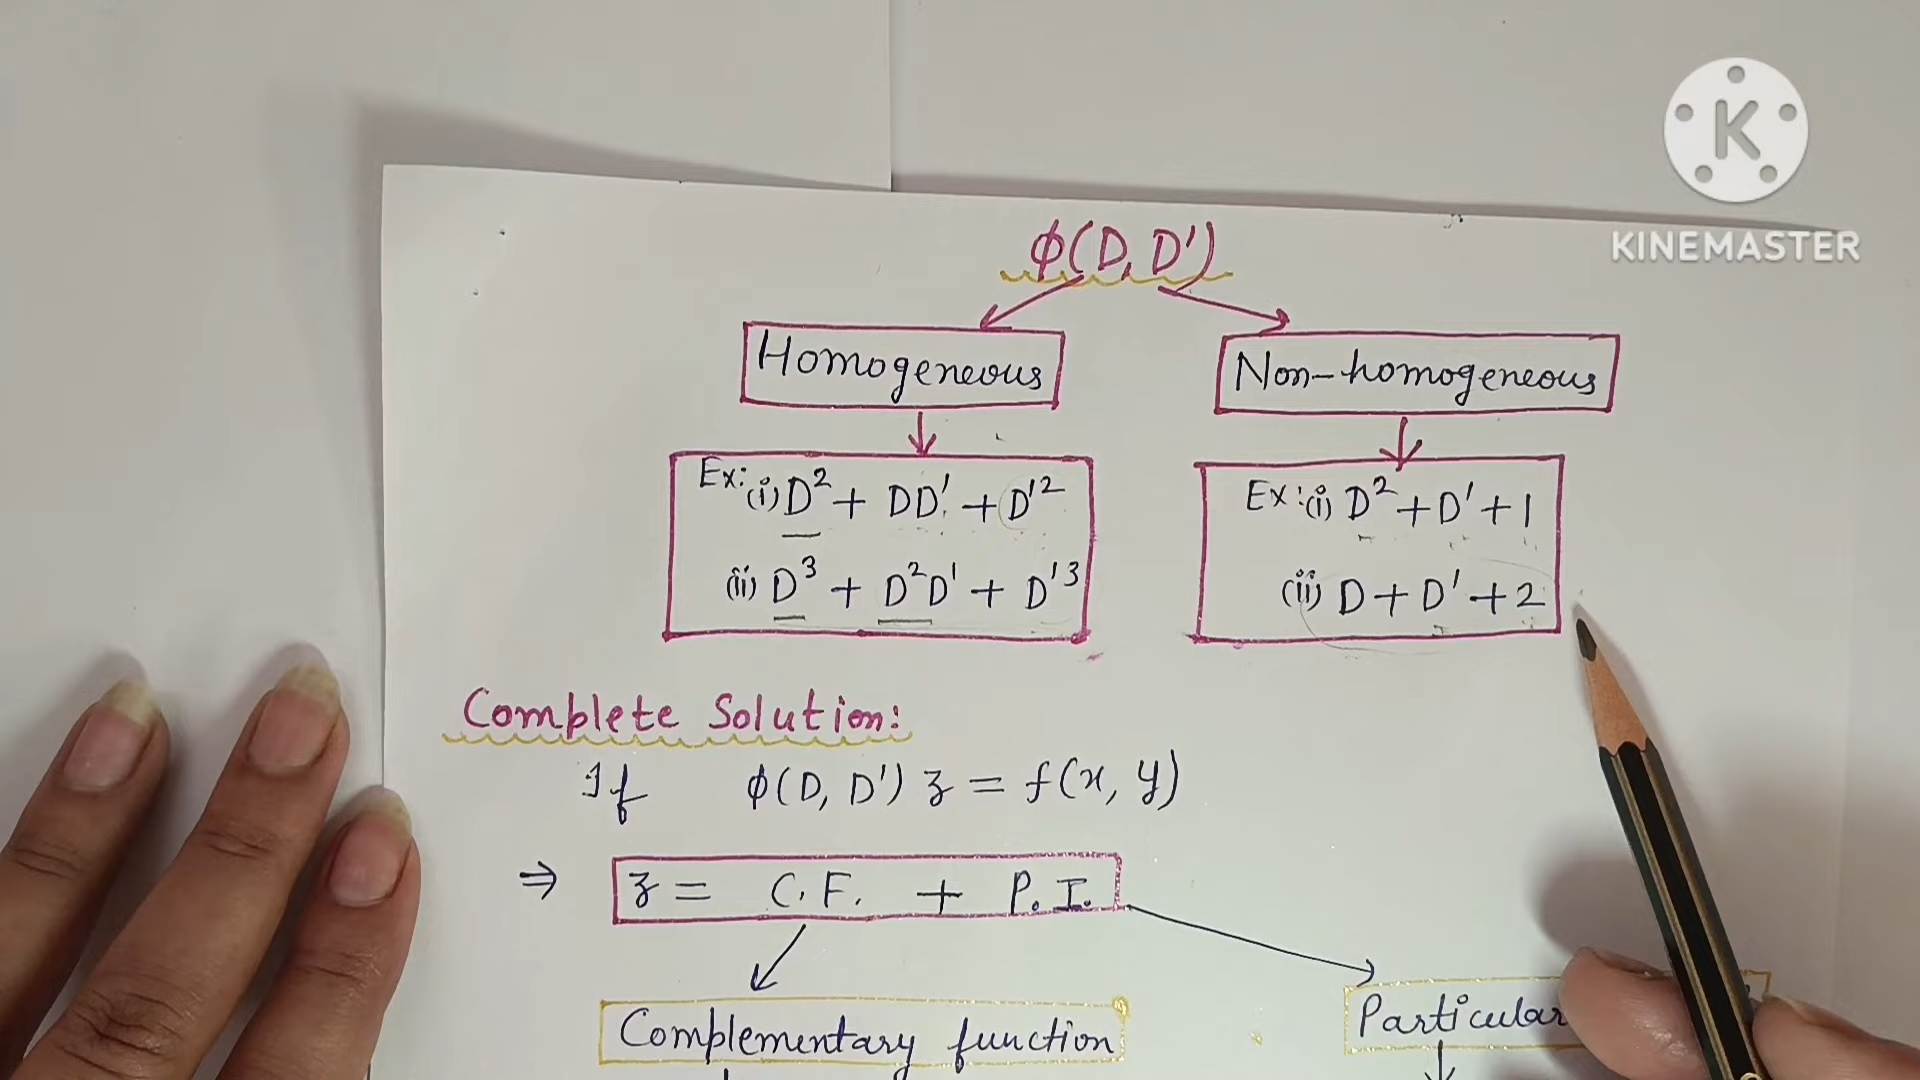 K
KINEMASTER
ϕ(D, D')
Homogeneous
Non-homogeneous
Ex: (i) D² + DD' + D'²
(ii) D³ + D²D' + D'³
Ex: (i) D² + D' + 1
(ii) D + D' + 2
Complete Solution:
If ϕ(D, D') z = f(x, y)
⇒ z = C.F. + P.I.
Complementary function
Particular